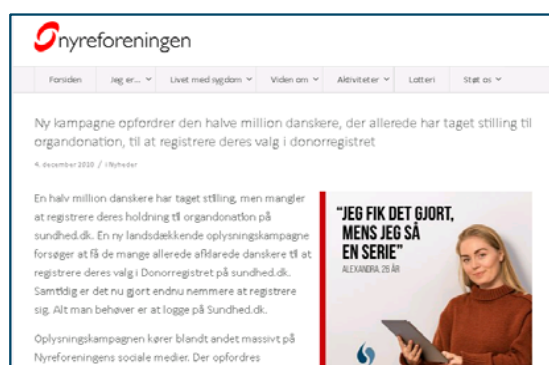 nyreforeningen
Forsiden Jeg er... Livet med sygdom Viden om Aktiviteter Lotteri Støt os
Ny kampagne opfordrer den halve million danskere, der allerede har taget stilling til
organdonation, til at registrere deres valg i donorregistret
4. december 2020 / i Nyheder
En halv million danskere har taget stilling, men mangler
at registrere deres holdning til organdonation på
sundhed.dk. En ny landsdækkende oplysningskampagne
forsøger at få de mange allerede afklarede danskere til at
registrere deres valg i Donorregistret på sundhed.dk.
Samtidig er det nu gjort endnu nemmere at registrere
sig. Alt man behøver er at logge på Sundhed.dk.
Oplysningskampagnen kører blandt andet massivt på
Nyreforeningens sociale medier. Der opfordres
"JEG FIK DET GJORT,
MENS JEG SÅ
EN SERIE"
ALEXANDRA, 26 ÅR